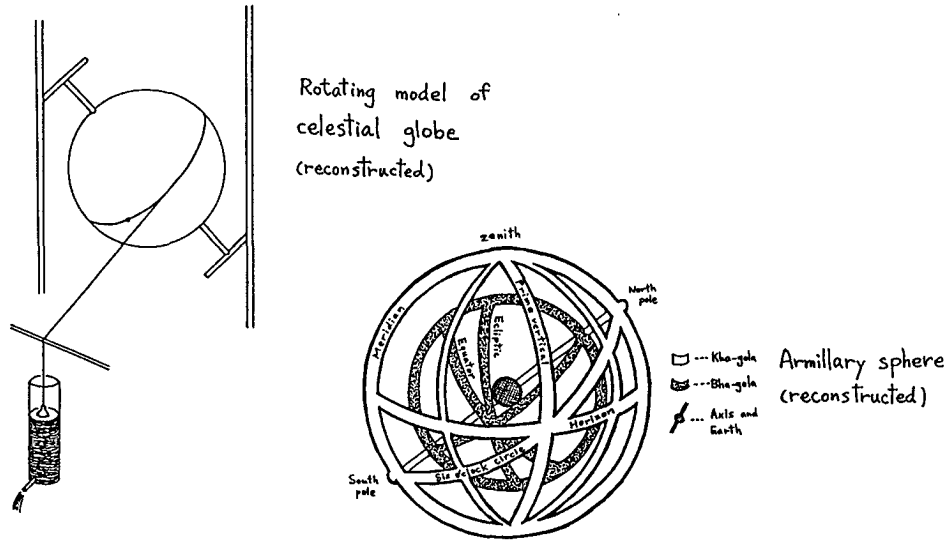 Rotating model of
celestial globe
(reconstructed)
zenith
North
pole
Meridian
Prime vertical
Ecliptic
Equator
Horizon
Six o'clock circle
South
pole
--- Kha-gola
--- Bha-gola
--- Axis and
Earth
Armillary sphere
(reconstructed)